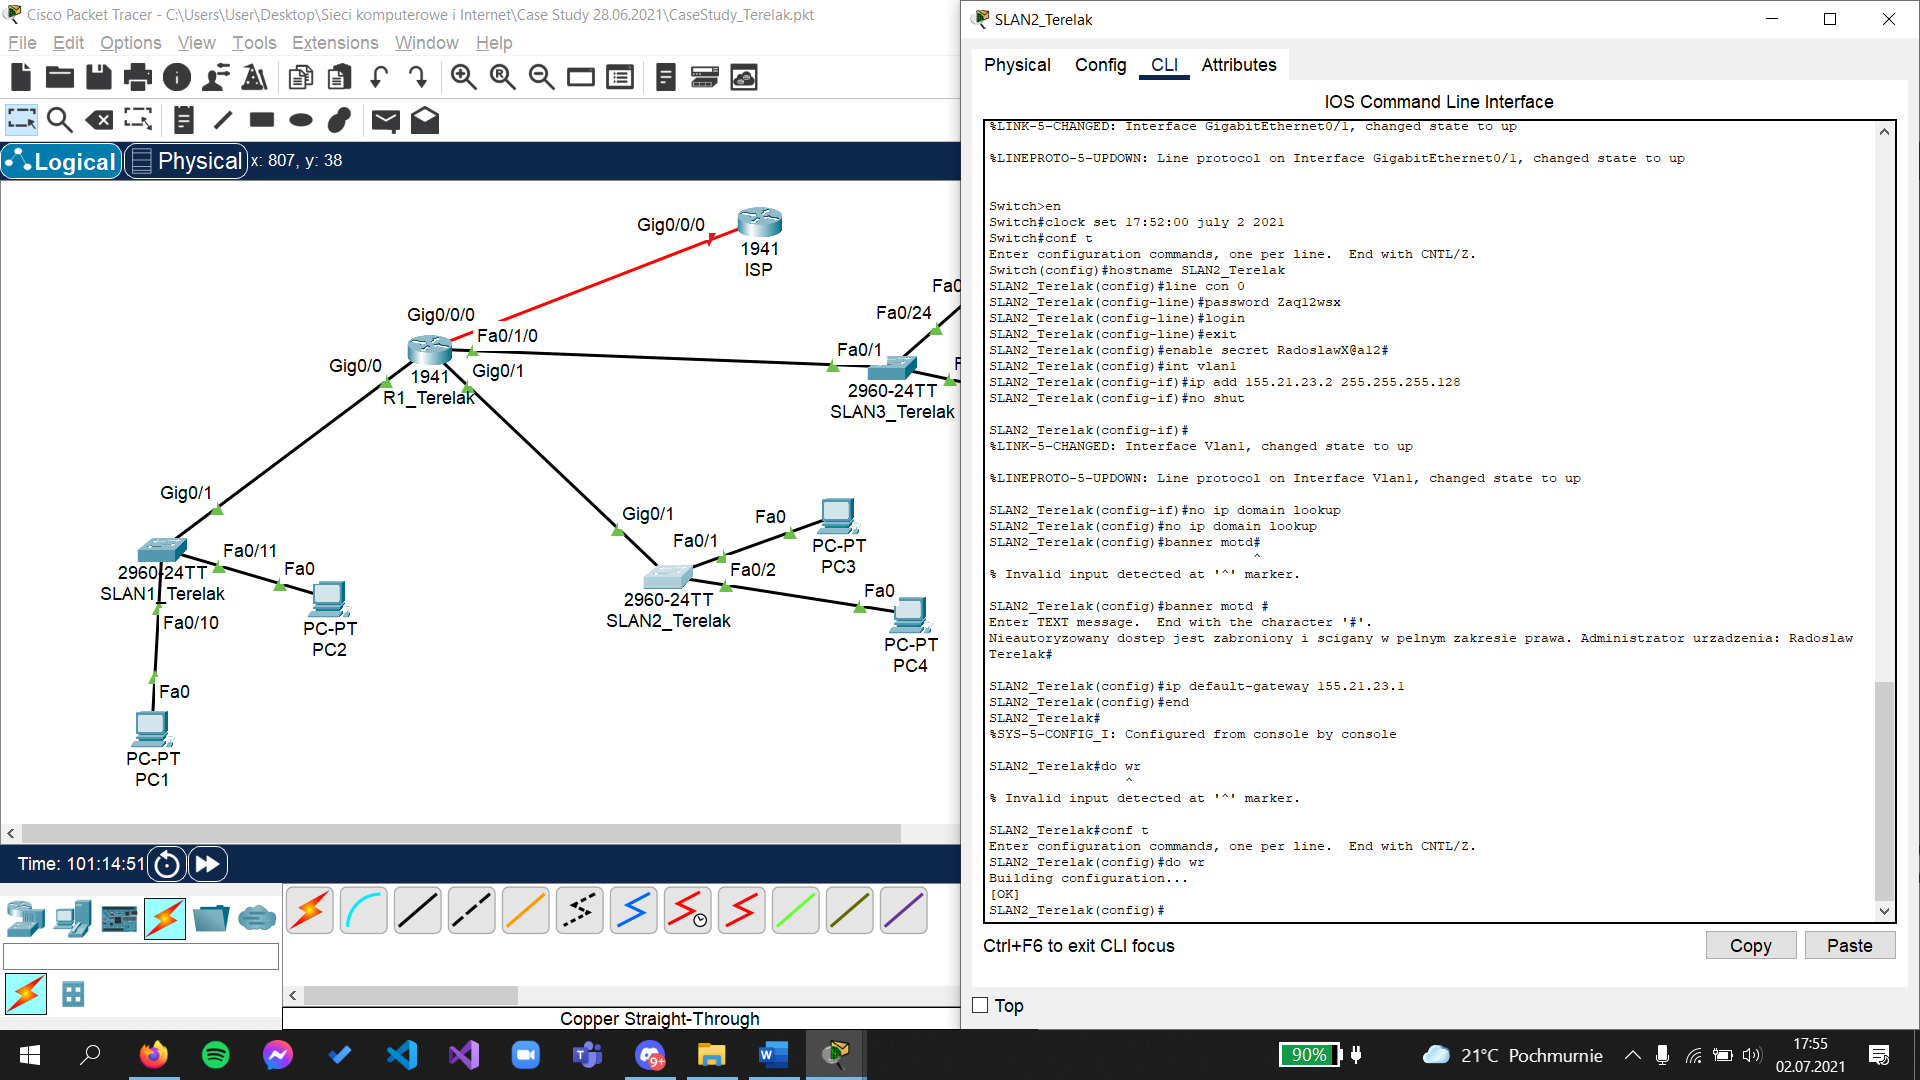 Cisco Packet Tracer - C:\Users\User\Desktop\Sieci komputerowe i Internet\Case Study 28.06.2021\CaseStudy_Terelak.pkt
File Edit Options View Tools Extensions Window Help
Logical
Physical
x: 807, y: 38
Gig0/0/0
1941
ISP
Fa0
Fa0/24
Gig0/0/0
Fa0/1/0
Fa0/1
Gig0/0
Gig0/1
1941
R1_Terelak
F
2960-24TT
SLAN3_Terelak
Gig0/1
Gig0/1
Fa0
Fa0/1
PC-PT
PC3
Fa0/11
Fa0
Fa0/2
2960-24TT
SLAN1_Terelak
Fa0
2960-24TT
SLAN2_Terelak
Fa0/10
PC-PT
PC2
PC-PT
PC4
Fa0
PC-PT
PC1
Time: 101:14:51
Copper Straight-Through
SLAN2_Terelak
Physical Config CLI Attributes
IOS Command Line Interface
%LINK-5-CHANGED: Interface GigabitEthernet0/1, changed state to up
%LINEPROTO-5-UPDOWN: Line protocol on Interface GigabitEthernet0/1, changed state to up
Switch>en
Switch#clock set 17:52:00 july 2 2021
Switch#conf t
Enter configuration commands, one per line.  End with CNTL/Z.
Switch(config)#hostname SLAN2_Terelak
SLAN2_Terelak(config)#line con 0
SLAN2_Terelak(config-line)#password Zaq12wsx
SLAN2_Terelak(config-line)#login
SLAN2_Terelak(config-line)#exit
SLAN2_Terelak(config)#enable secret RadoslawX@a12#
SLAN2_Terelak(config)#int vlan1
SLAN2_Terelak(config-if)#ip add 155.21.23.2 255.255.255.128
SLAN2_Terelak(config-if)#no shut
SLAN2_Terelak(config-if)#
%LINK-5-CHANGED: Interface Vlan1, changed state to up
%LINEPROTO-5-UPDOWN: Line protocol on Interface Vlan1, changed state to up
SLAN2_Terelak(config-if)#no ip domain lookup
SLAN2_Terelak(config)#no ip domain lookup
SLAN2_Terelak(config)#banner motd#
^
% Invalid input detected at '^' marker.
SLAN2_Terelak(config)#banner motd #
Enter TEXT message.  End with the character '#'.
Nieautoryzowany dostep jest zabroniony i scigany w pelnym zakresie prawa. Administrator urzadzenia: Radoslaw
Terelak#
SLAN2_Terelak(config)#ip default-gateway 155.21.23.1
SLAN2_Terelak(config)#end
SLAN2_Terelak#
%SYS-5-CONFIG_I: Configured from console by console
SLAN2_Terelak#do wr
^
% Invalid input detected at '^' marker.
SLAN2_Terelak#conf t
Enter configuration commands, one per line.  End with CNTL/Z.
SLAN2_Terelak(config)#do wr
Building configuration...
[OK]
SLAN2_Terelak(config)#
Ctrl+F6 to exit CLI focus
Copy
Paste
Top
9+
90%
21°C Pochmurnie
17:55
02.07.2021